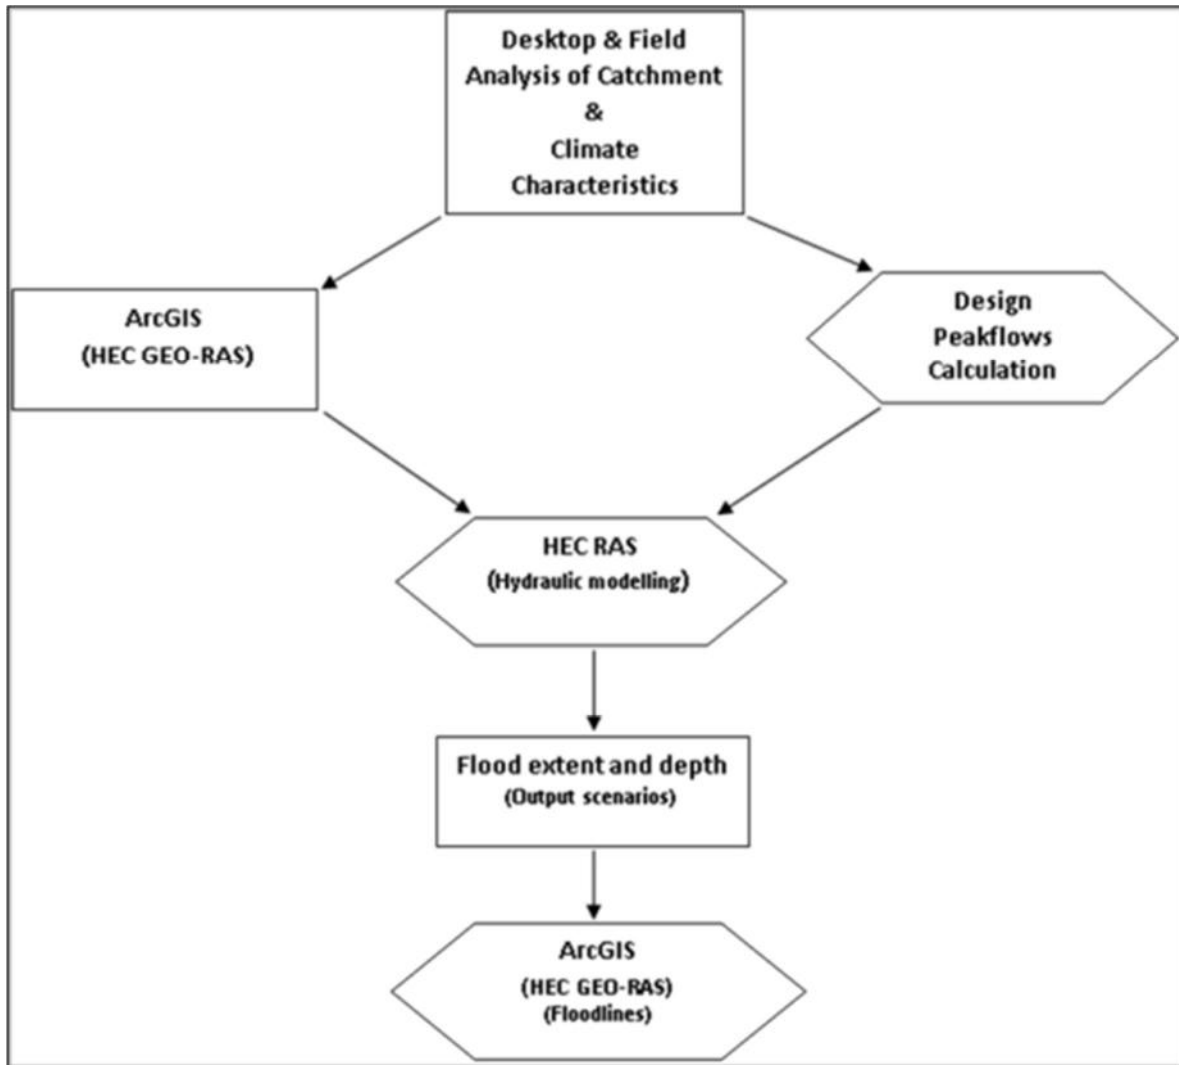 Desktop & Field
Analysis of Catchment
&
Climate
Characteristics
ArcGIS
(HEC GEO-RAS)
Design
Peakflows
Calculation
HEC RAS
(Hydraulic modelling)
Flood extent and depth
(Output scenarios)
ArcGIS
(HEC GEO-RAS)
(Floodlines)